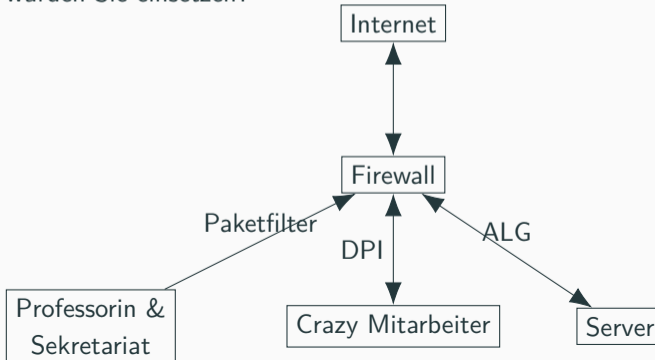 würden Sie einsetzen?
Internet
Firewall
Paketfilter
DPI
ALG
Professorin &
Sekretariat
Crazy Mitarbeiter
Server